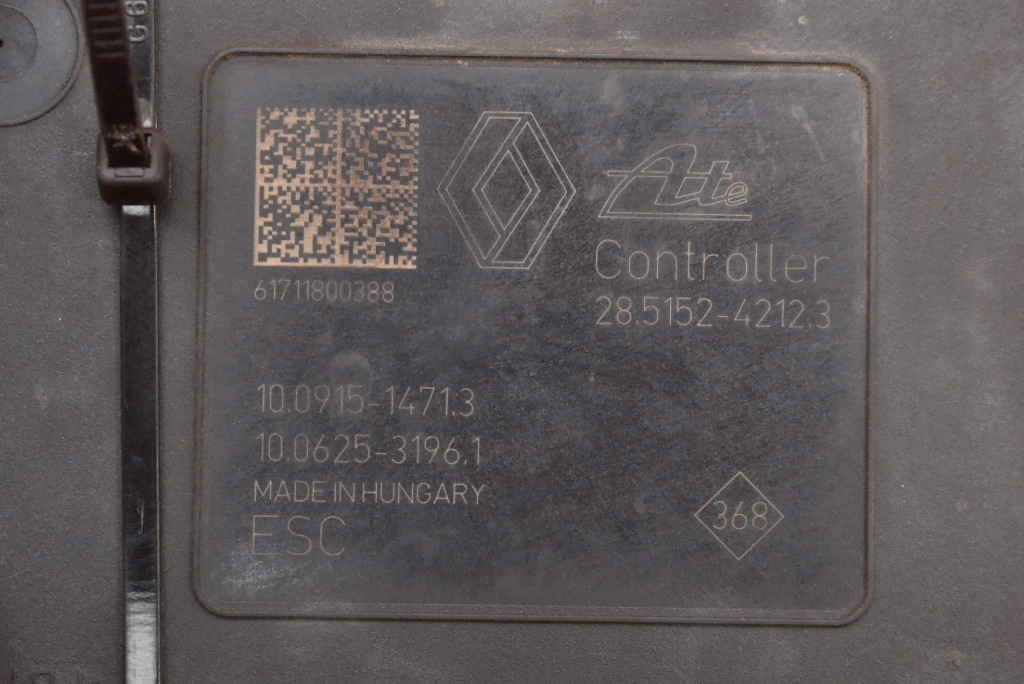 G6
61711800388
Ate
Controller
28.5152-4212.3
10.0915-1471.3
10.0625-3196.1
MADE IN HUNGARY
ESC
368